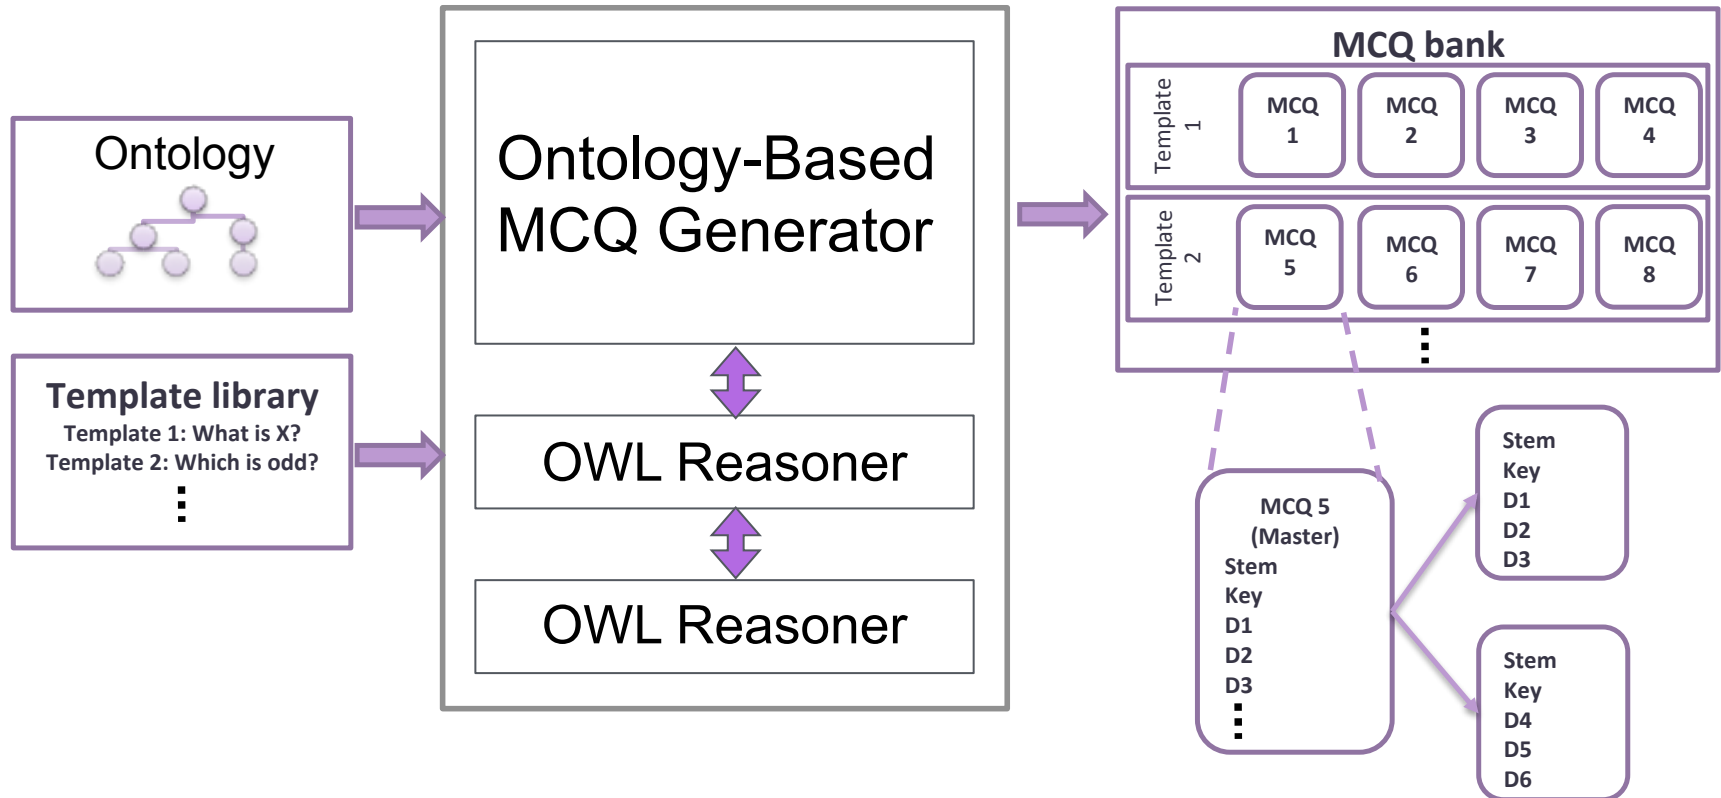 Ontology
Template library
Template 1: What is X?
Template 2: Which is odd?
Ontology-Based
MCQ Generator
OWL Reasoner
OWL Reasoner
MCQ bank
Template
1
MCQ
1
MCQ
2
MCQ
3
MCQ
4
Template
2
MCQ
5
MCQ
6
MCQ
7
MCQ
8
MCQ 5
(Master)
Stem
Key
D1
D2
D3
Stem
Key
D1
D2
D3
Stem
Key
D4
D5
D6